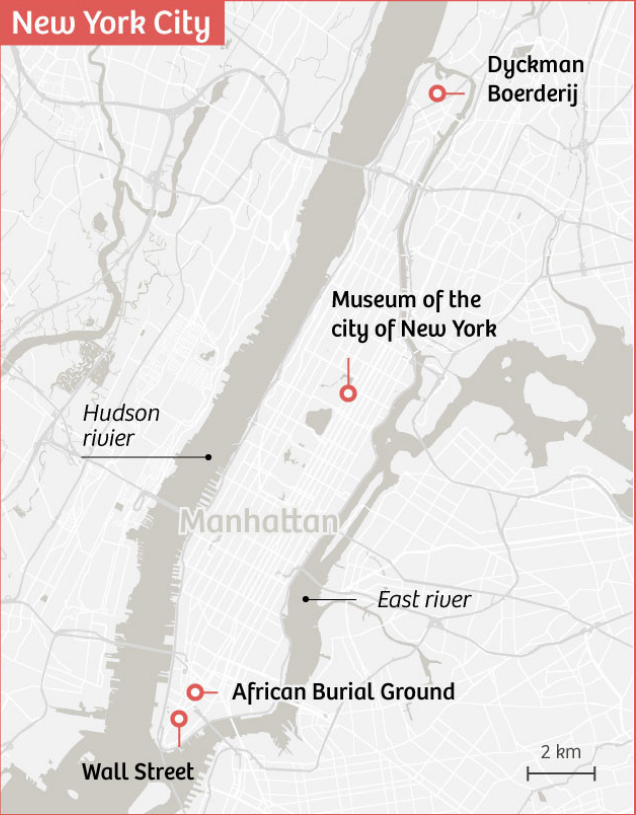 New York City
Dyckman
Boerderij
Museum of the
city of New York
Hudson
rivier
Manhattan
East river
African Burial Ground
Wall Street
2 km